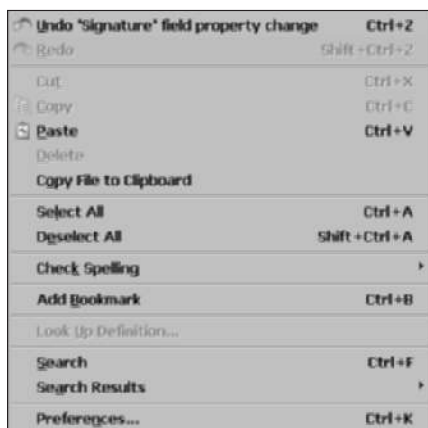 Undo "Signature" field property change Ctrl+Z
Redo Shift+Ctrl+Z
Cut Ctrl+X
Copy Ctrl+C
Paste Ctrl+V
Delete
Copy File to Clipboard
Select All Ctrl+A
Deselect All Shift+Ctrl+A
Check Spelling
Add Bookmark Ctrl+B
Look Up Definition...
Search Ctrl+F
Search Results
Preferences... Ctrl+K